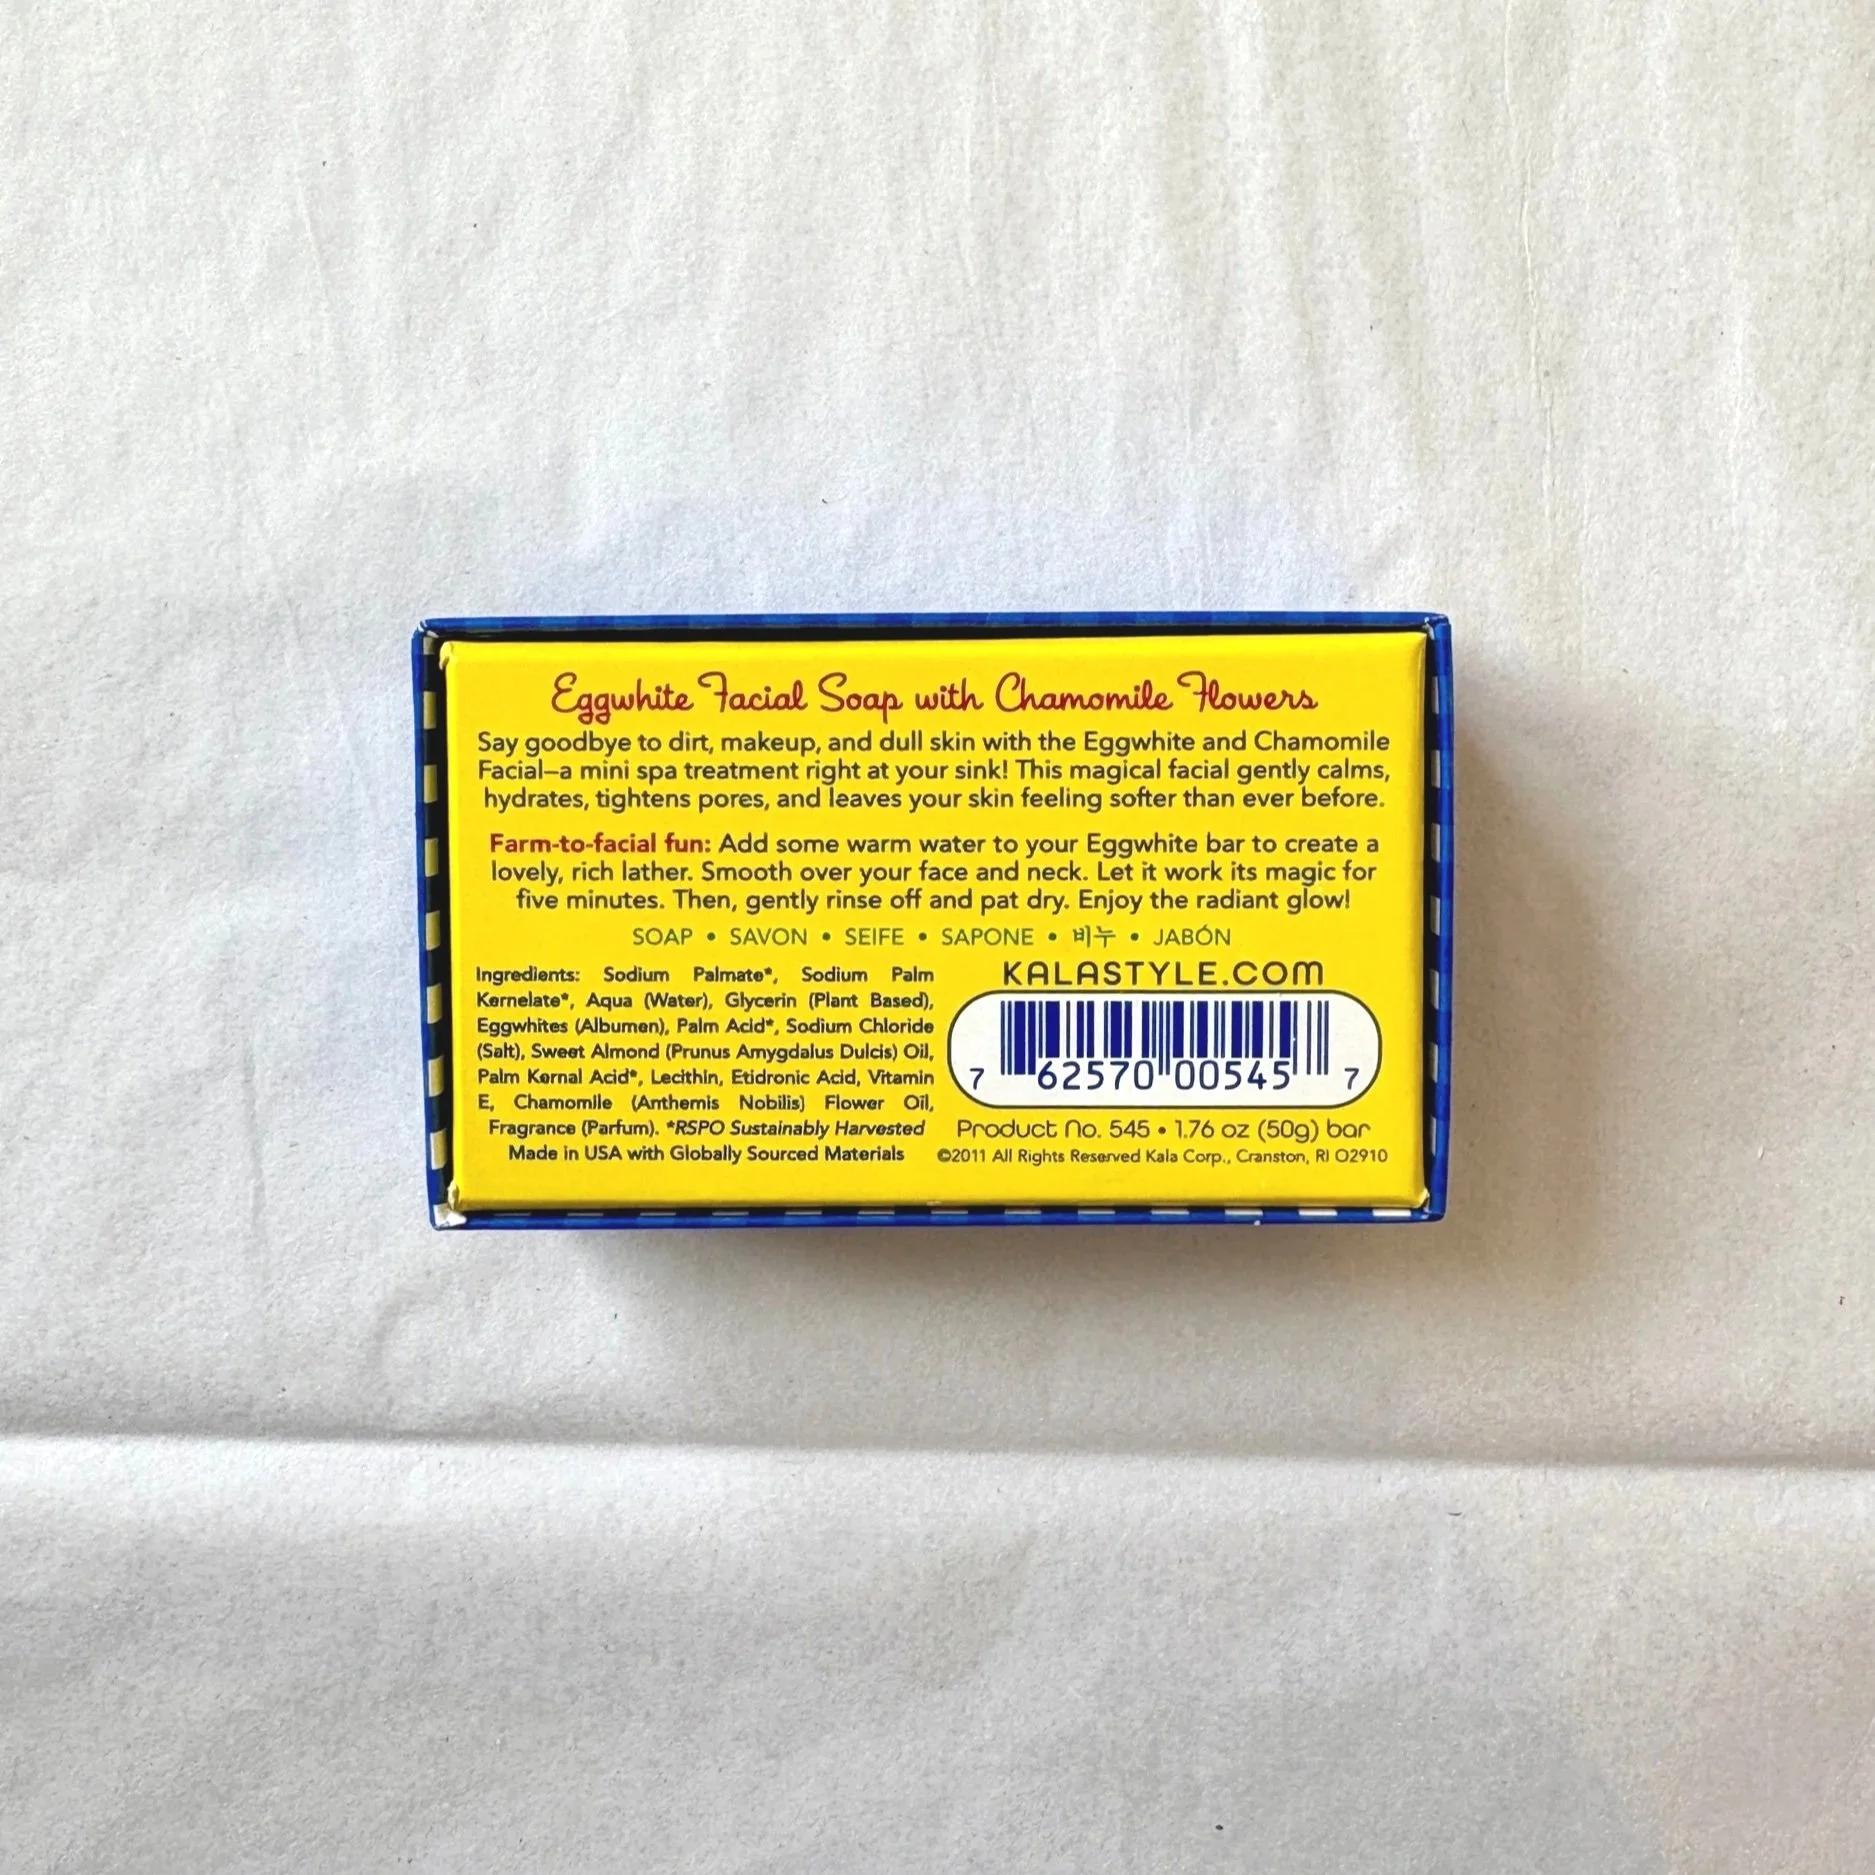 Eggwhite Facial Soap with Chamomile Flowers
Say goodbye to dirt, makeup, and dull skin with the Eggwhite and Chamomile
Facial—a mini spa treatment right at your sink! This magical facial gently calms,
hydrates, tightens pores, and leaves your skin feeling softer than ever before.
Farm-to-facial fun: Add some warm water to your Eggwhite bar to create a
lovely, rich lather. Smooth over your face and neck. Let it work its magic for
five minutes. Then, gently rinse off and pat dry. Enjoy the radiant glow!
SOAP • SAVON • SEIFE • SAPONE • 비누 • JABÓN
Ingredients: Sodium Palmate*, Sodium Palm
Kernelate*, Aqua (Water), Glycerin (Plant Based),
Eggwhites (Albumen), Palm Acid*, Sodium Chloride
(Salt), Sweet Almond (Prunus Amygdalus Dulcis) Oil,
Palm Kernal Acid*, Lecithin, Etidronic Acid, Vitamin
E, Chamomile (Anthemis Nobilis) Flower Oil,
Fragrance (Parfum). *RSPO Sustainably Harvested
Made in USA with Globally Sourced Materials
KALASTYLE.COM
7 62570 00545 7
Product No. 545 • 1.76 oz (50g) bar
©2011 All Rights Reserved Kala Corp., Cranston, RI 02910